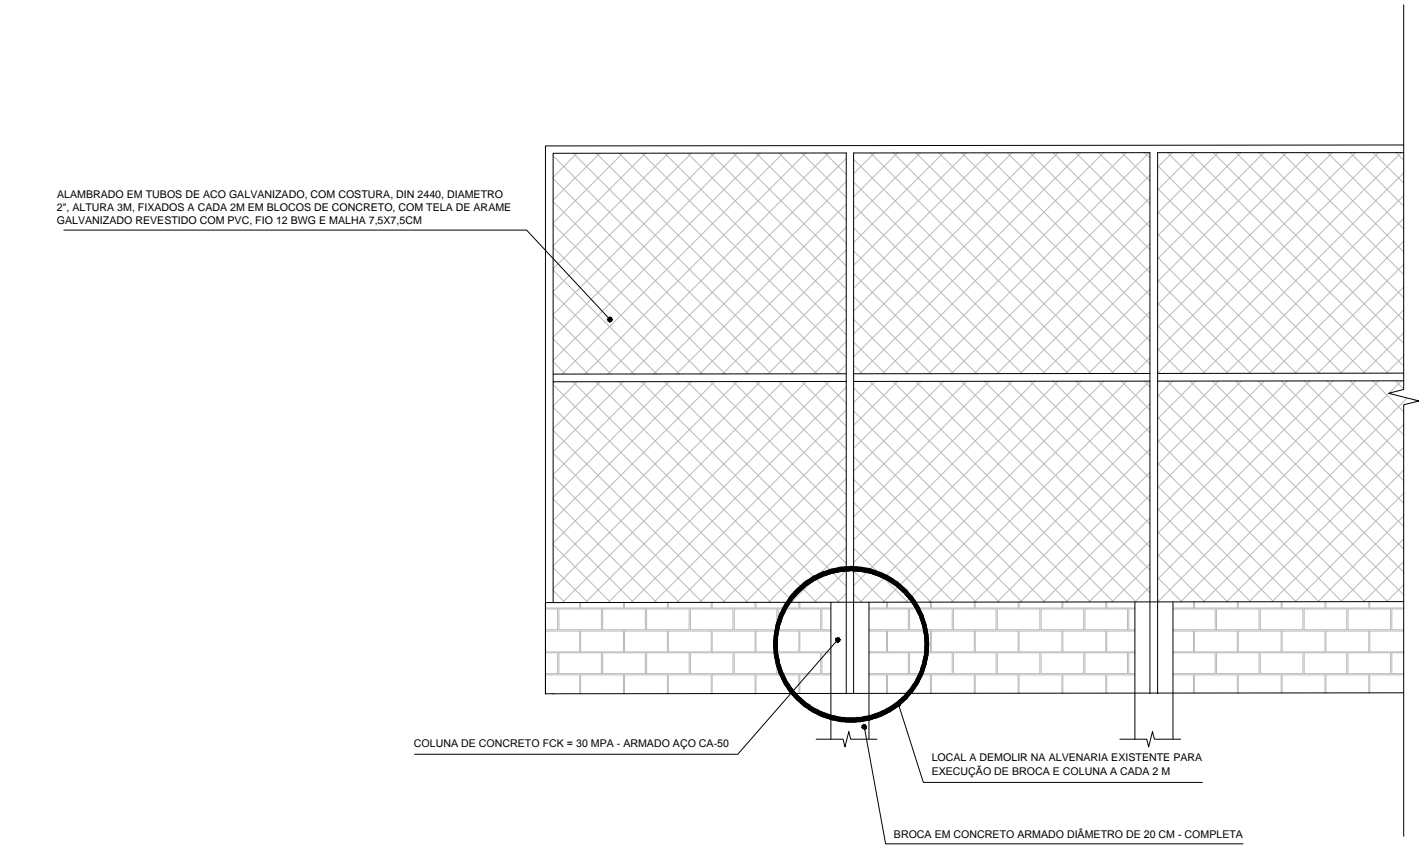 ALAMBRADO EM TUBOS DE ACO GALVANIZADO, COM COSTURA, DIN 2440, DIAMETRO
2", ALTURA 3M, FIXADOS A CADA 2M EM BLOCOS DE CONCRETO, COM TELA DE ARAME
GALVANIZADO REVESTIDO COM PVC, FIO 12 BWG E MALHA 7,5X7,5CM
COLUNA DE CONCRETO FCK = 30 MPA - ARMADO AÇO CA-50
LOCAL A DEMOLIR NA ALVENARIA EXISTENTE PARA
EXECUÇÃO DE BROCA E COLUNA A CADA 2 M
BROCA EM CONCRETO ARMADO DIÂMETRO DE 20 CM - COMPLETA